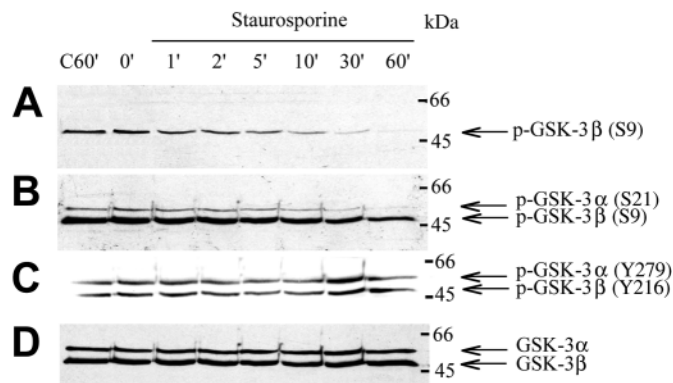 Staurosporine
kDa
C60' 0' 1' 2' 5' 10' 30' 60'
A
66
p-GSK-3β (S9)
45
B
66
p-GSK-3α (S21)
p-GSK-3β (S9)
45
C
66
p-GSK-3α (Y279)
p-GSK-3β (Y216)
45
D
66
GSK-3α
GSK-3β
45